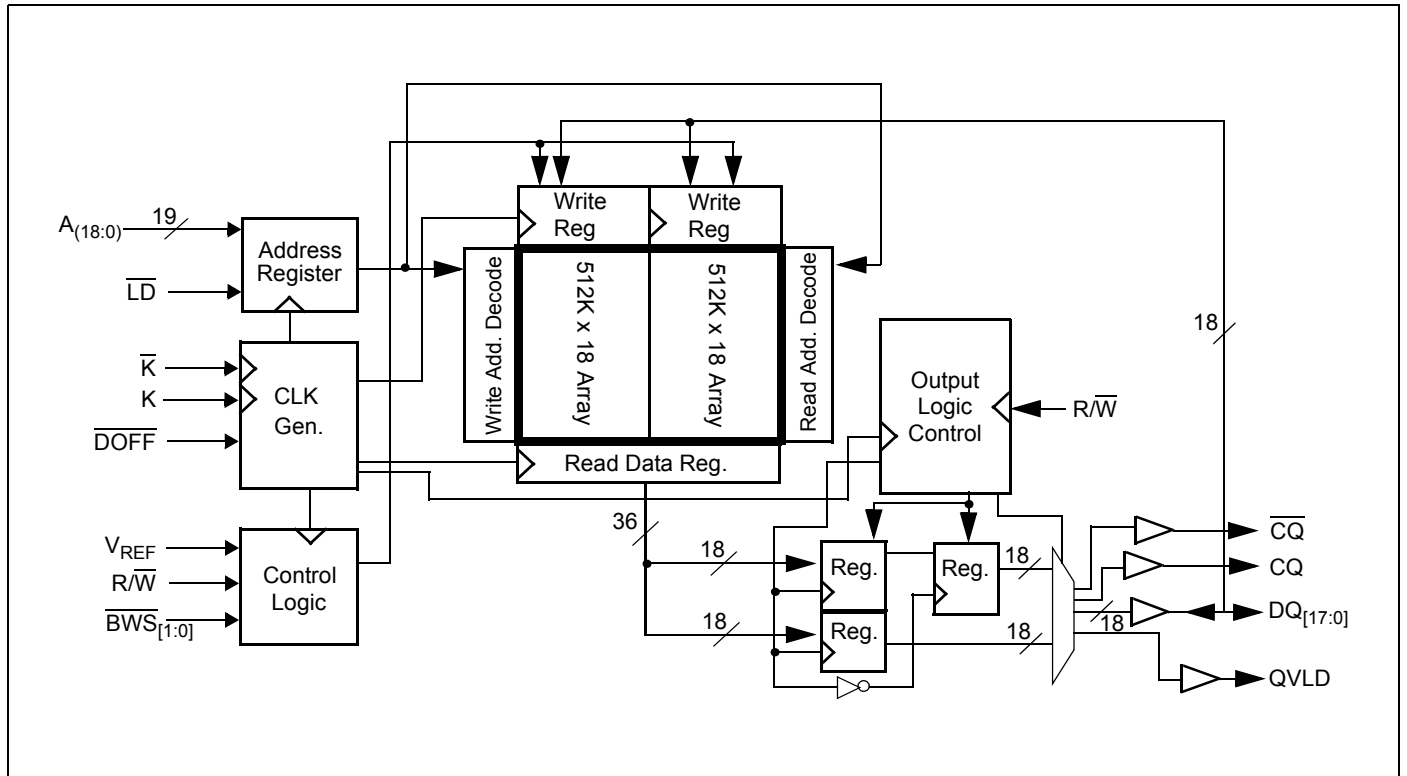 A(18:0)
19
LD
Address
Register
K
K
DOFF
CLK
Gen.
VREF
R/W
BWS[1:0]
Control
Logic
Write
Reg
Write
Reg
Write Add. Decode
512K x 18 Array
512K x 18 Array
Read Add. Decode
Read Data Reg.
36
18
18
Output
Logic
Control
R/W
18
Reg.
Reg.
Reg.
18
18
18
CQ
CQ
DQ[17:0]
QVLD